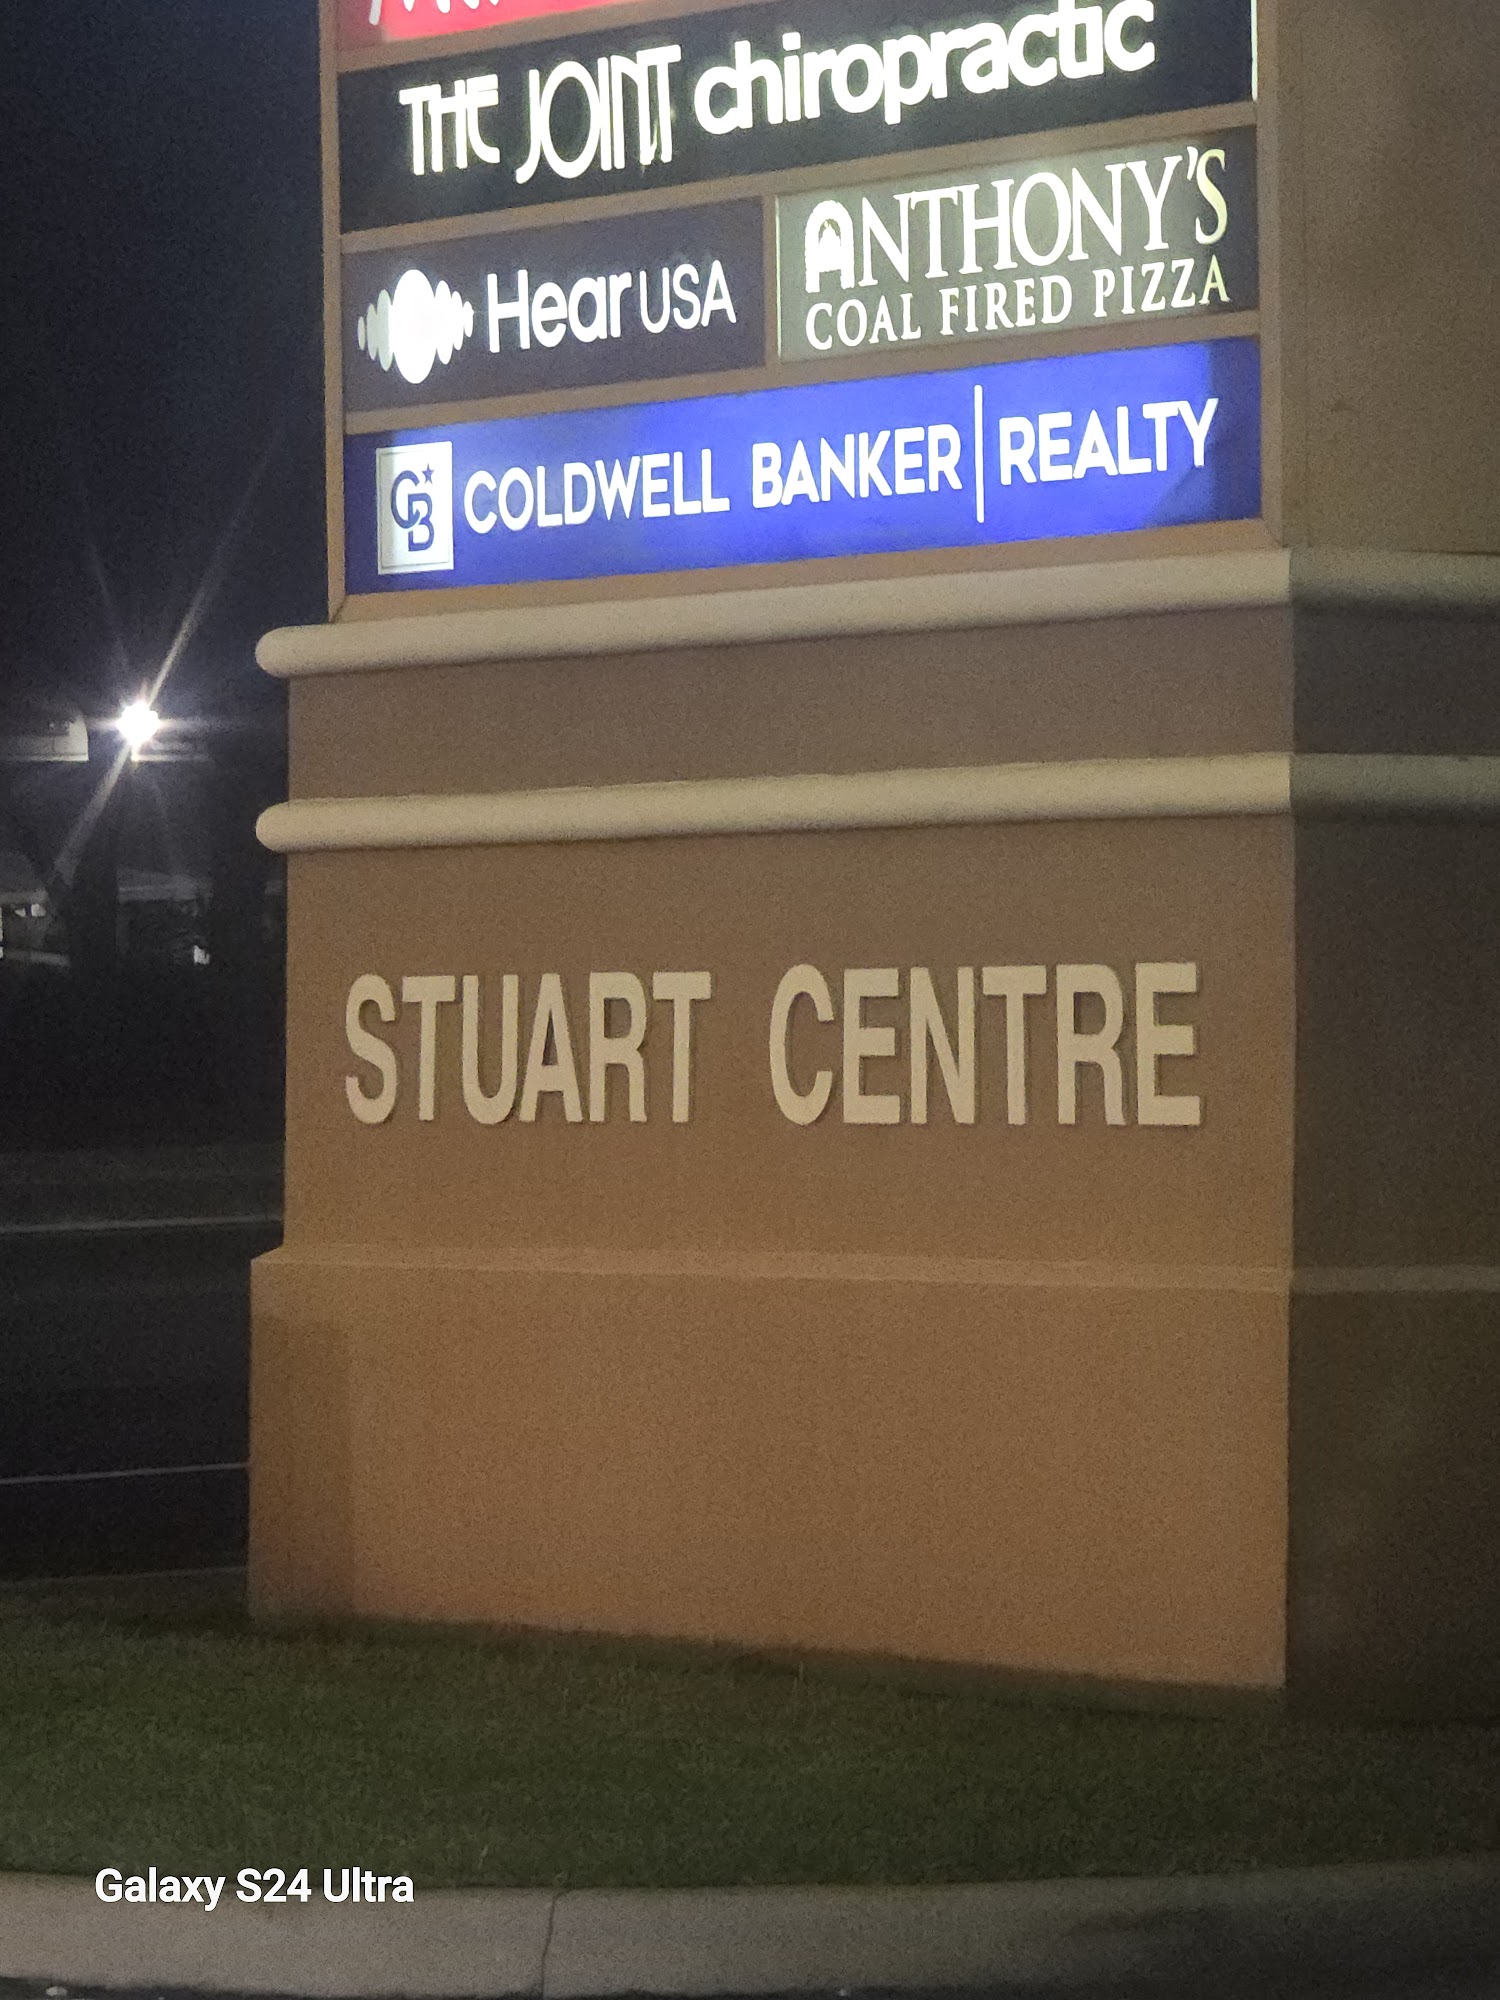 THE JOINT chiropractic
HearUSA
ANTHONY'S
COAL FIRED PIZZA
CB COLDWELL BANKER | REALTY
STUART CENTRE
Galaxy S24 Ultra